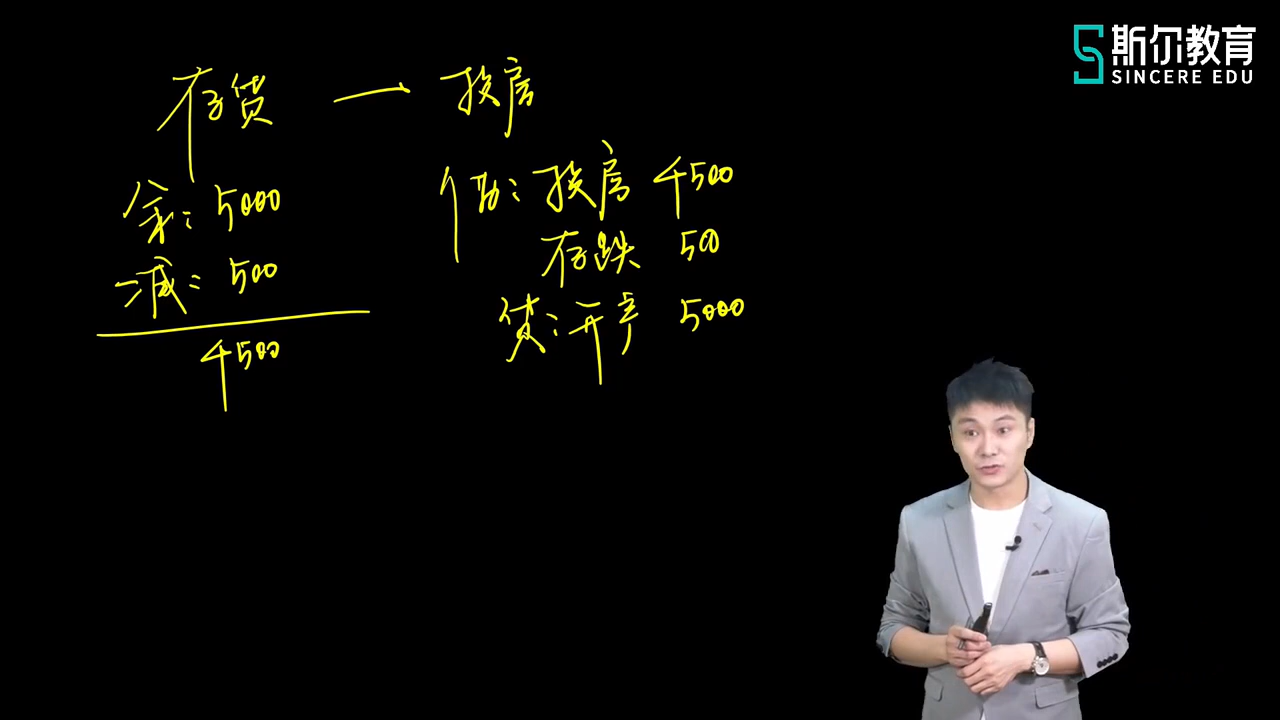 斯尔教育
SINCERE EDU
存货 — 投房
余: 5000
减: 500
4500
借: 投房 4500
存跌 500
贷: 开产 5000